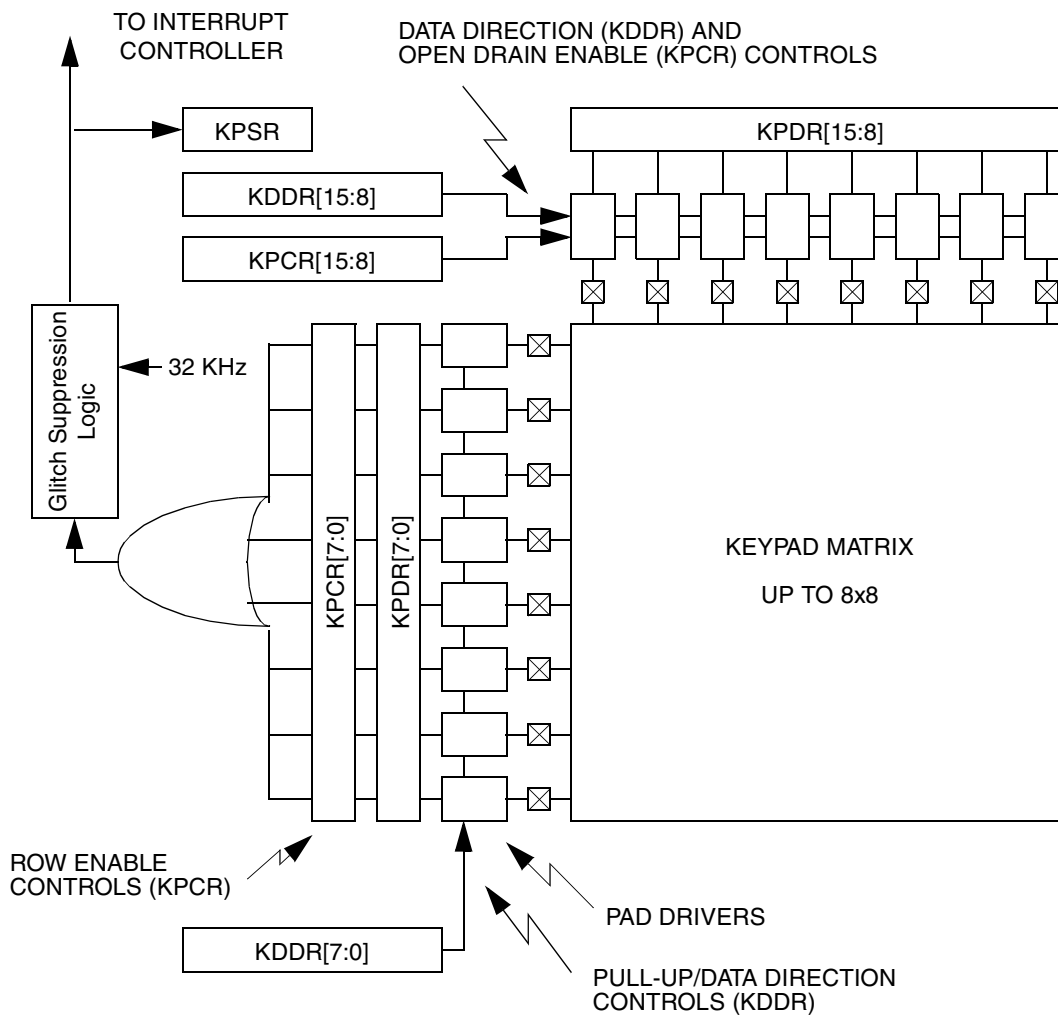 TO INTERRUPT
CONTROLLER
DATA DIRECTION (KDDR) AND
OPEN DRAIN ENABLE (KPCR) CONTROLS
KPSR
KPDR[15:8]
KDDR[15:8]
KPCR[15:8]
Glitch Suppression
Logic
32 KHz
KPCR[7:0]
KPDR[7:0]
KEYPAD MATRIX
UP TO 8x8
ROW ENABLE
CONTROLS (KPCR)
PAD DRIVERS
KDDR[7:0]
PULL-UP/DATA DIRECTION
CONTROLS (KDDR)